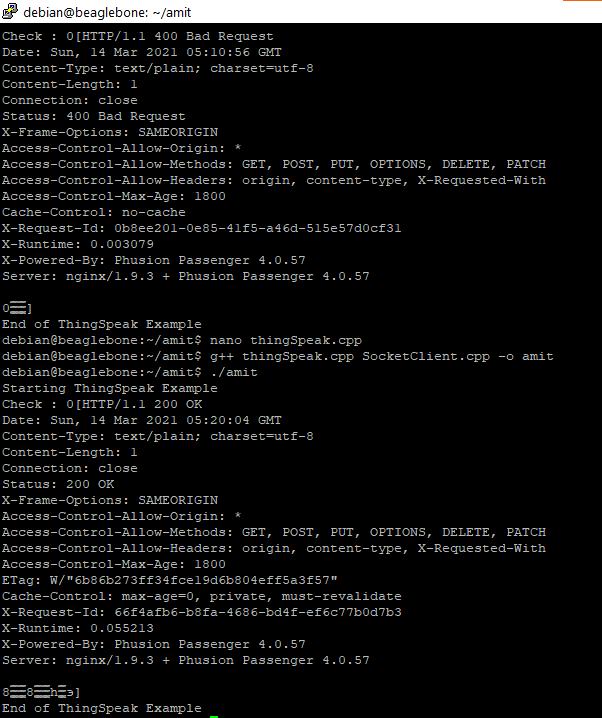 debian@beaglebone: ~/amit
Check : 0[HTTP/1.1 400 Bad Request
Date: Sun, 14 Mar 2021 05:10:56 GMT
Content-Type: text/plain; charset=utf-8
Content-Length: 1
Connection: close
Status: 400 Bad Request
X-Frame-Options: SAMEORIGIN
Access-Control-Allow-Origin: *
Access-Control-Allow-Methods: GET, POST, PUT, OPTIONS, DELETE, PATCH
Access-Control-Allow-Headers: origin, content-type, X-Requested-With
Access-Control-Max-Age: 1800
Cache-Control: no-cache
X-Request-Id: 0b8ee201-0e85-41f5-a46d-515e57d0cf31
X-Runtime: 0.003079
X-Powered-By: Phusion Passenger 4.0.57
Server: nginx/1.9.3 + Phusion Passenger 4.0.57
0]
End of ThingSpeak Example
debian@beaglebone:~/amit$ nano thingSpeak.cpp
debian@beaglebone:~/amit$ g++ thingSpeak.cpp SocketClient.cpp -o amit
debian@beaglebone:~/amit$ ./amit
Starting ThingSpeak Example
Check : 0[HTTP/1.1 200 OK
Date: Sun, 14 Mar 2021 05:20:04 GMT
Content-Type: text/plain; charset=utf-8
Content-Length: 1
Connection: close
Status: 200 OK
X-Frame-Options: SAMEORIGIN
Access-Control-Allow-Origin: *
Access-Control-Allow-Methods: GET, POST, PUT, OPTIONS, DELETE, PATCH
Access-Control-Allow-Headers: origin, content-type, X-Requested-With
Access-Control-Max-Age: 1800
ETag: W/"6b86b273ff34fce19d6b804eff5a3f57"
Cache-Control: max-age=0, private, must-revalidate
X-Request-Id: 66f4afb6-b8fa-4686-bd4f-ef6c77b0d7b3
X-Runtime: 0.055213
X-Powered-By: Phusion Passenger 4.0.57
Server: nginx/1.9.3 + Phusion Passenger 4.0.57
End of ThingSpeak Example